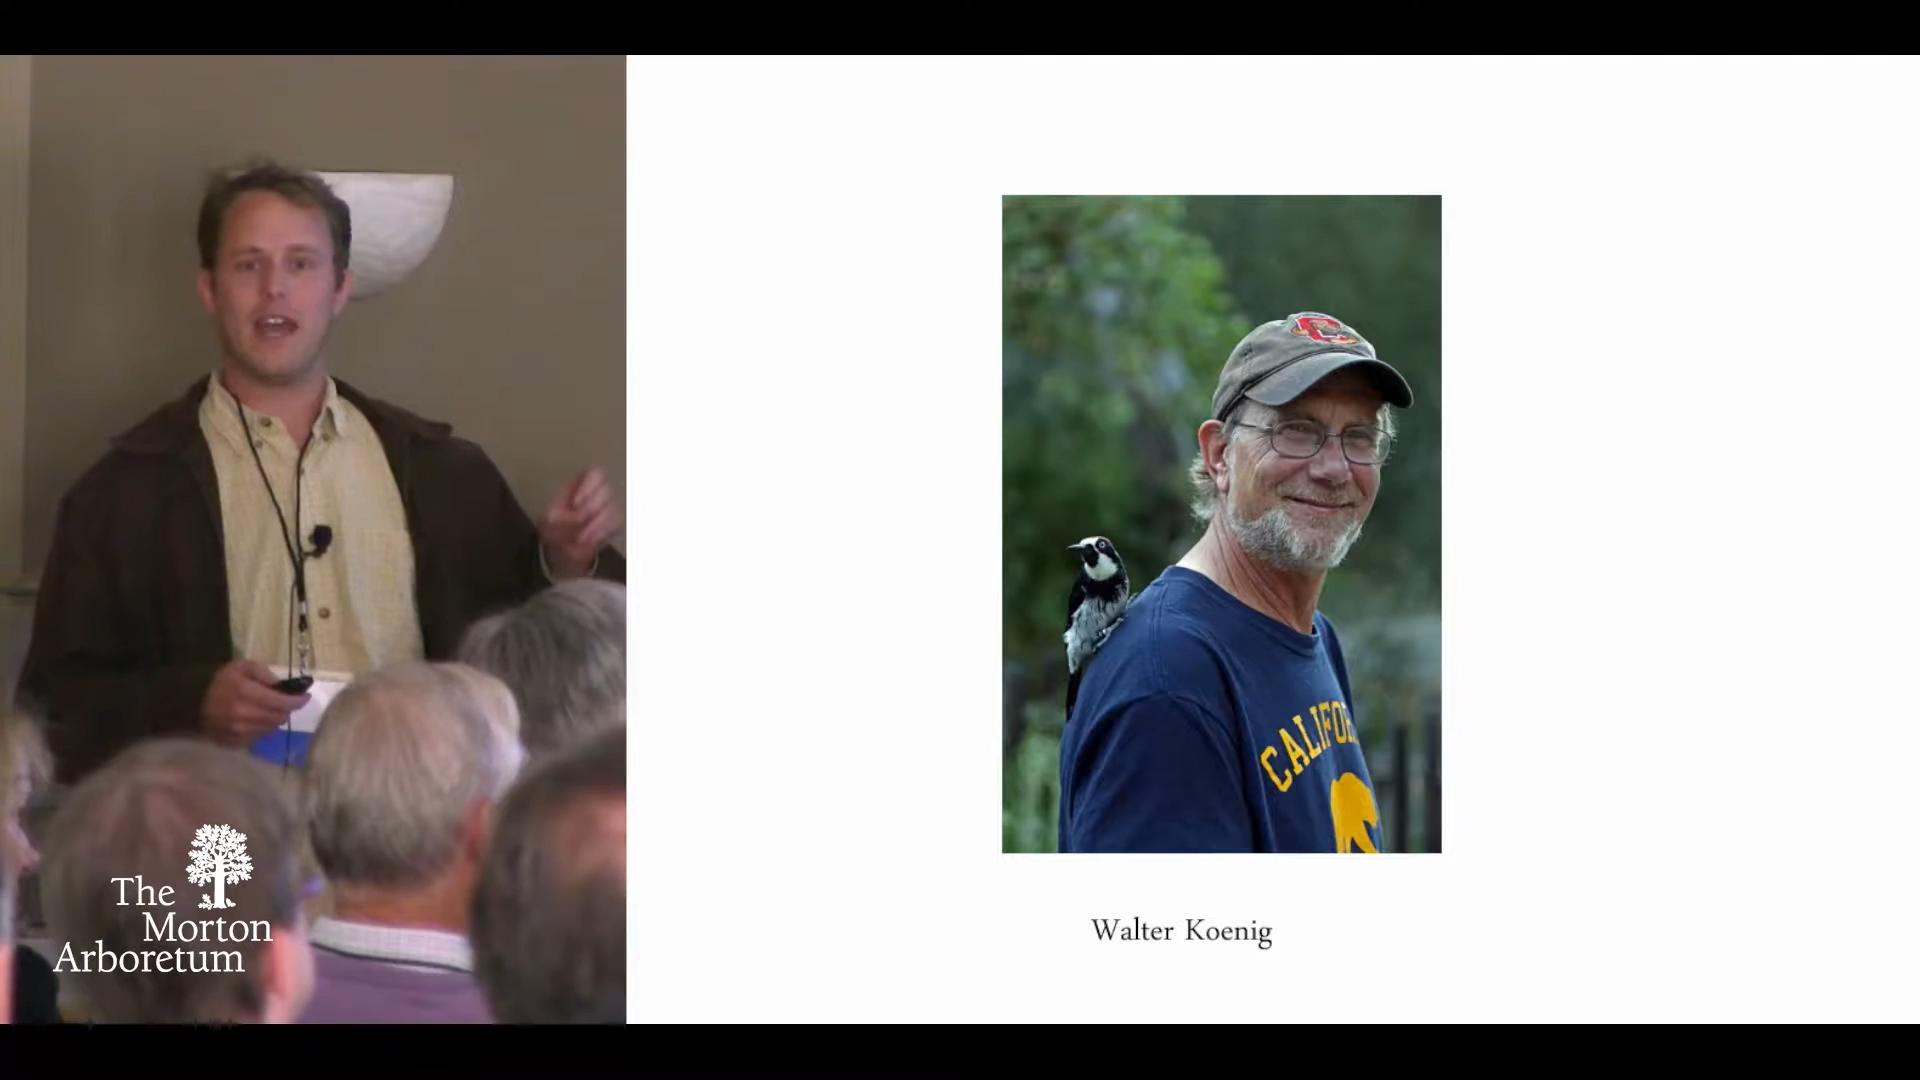 The
Morton
Arboretum
C
CALIFO
Walter Koenig